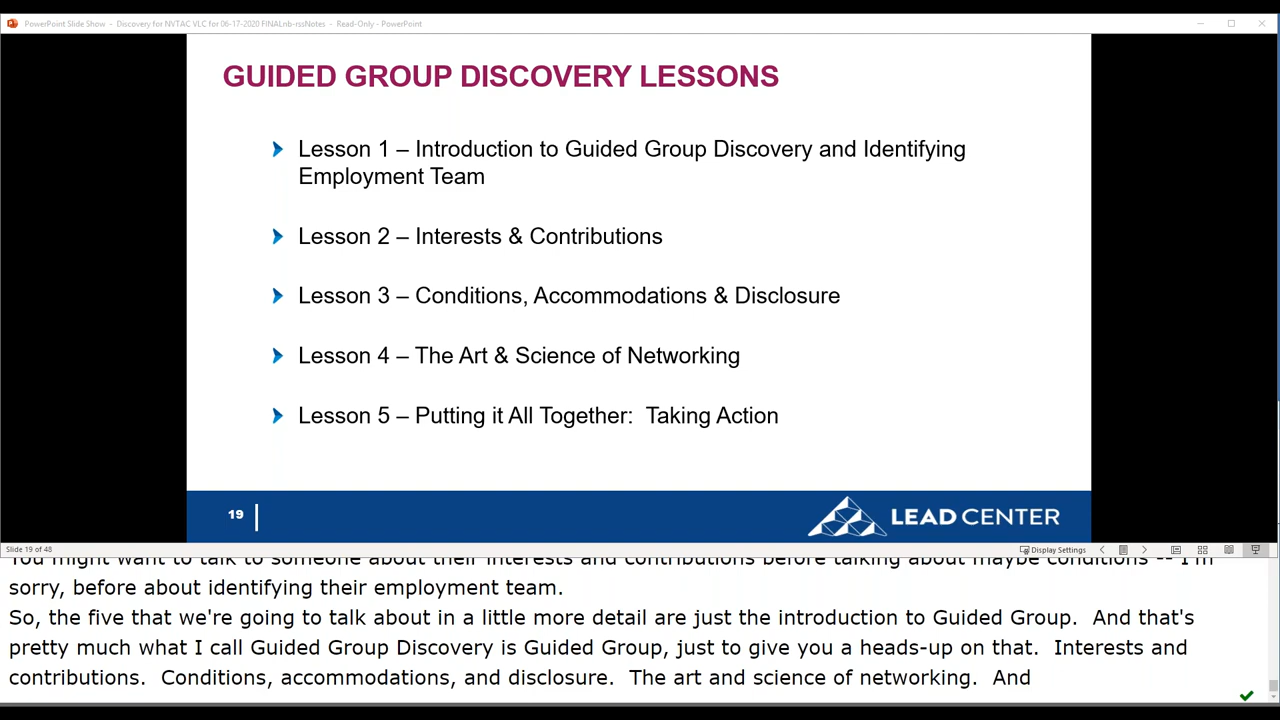 PowerPoint Slide Show - Discovery for NVTAC VLC for 06-17-2020 FINALnb-rssNotes - Read-Only - PowerPoint
GUIDED GROUP DISCOVERY LESSONS
Lesson 1 – Introduction to Guided Group Discovery and Identifying
Employment Team
Lesson 2 – Interests & Contributions
Lesson 3 – Conditions, Accommodations & Disclosure
Lesson 4 – The Art & Science of Networking
Lesson 5 – Putting it All Together: Taking Action
19
LEAD CENTER
Slide 19 of 48
Display Settings
You might want to talk to someone about their interests and contributions before talking about maybe conditions -- I'm
sorry, before about identifying their employment team.
So, the five that we're going to talk about in a little more detail are just the introduction to Guided Group. And that's
pretty much what I call Guided Group Discovery is Guided Group, just to give you a heads-up on that. Interests and
contributions. Conditions, accommodations, and disclosure. The art and science of networking. And